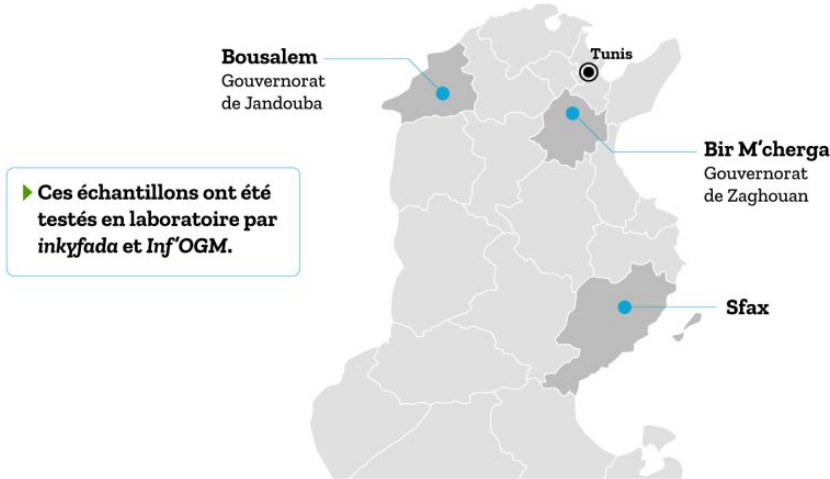 Tunis
Bousalem
Gouvernorat
de Jandouba
Bir M'cherga
Gouvernorat
de Zaghouan
Ces échantillons ont été
testés en laboratoire par
inkyfada et Inf'OGM.
Sfax